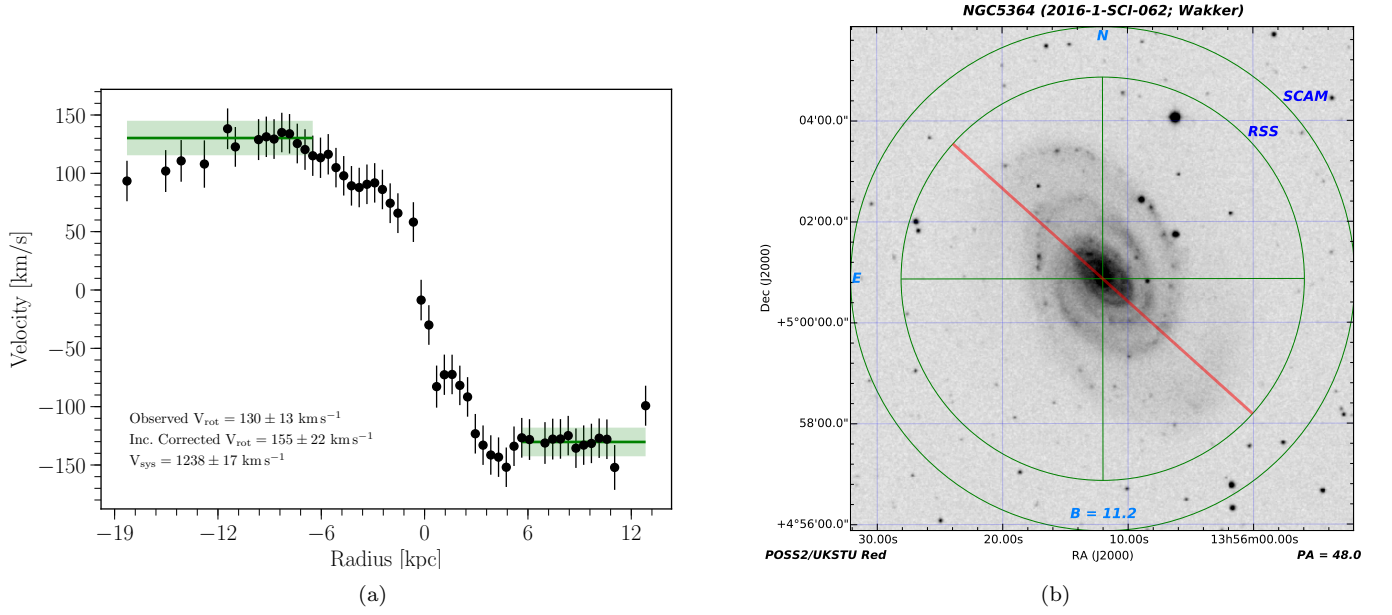 150
100
50
0
−50
−100
−150
Velocity [km/s]
Observed V_rot = 130 ± 13 km s⁻¹
Inc. Corrected V_rot = 155 ± 22 km s⁻¹
V_sys = 1238 ± 17 km s⁻¹
−19 −12 −6 0 6 12
Radius [kpc]
(a)
NGC5364 (2016-1-SCI-062; Wakker)
N
SCAM
RSS
E
B = 11.2
04'00.0"
02'00.0"
+5°00'00.0"
58'00.0"
+4°56'00.0"
Dec (J2000)
30.00s 20.00s 10.00s 13h56m00.00s
POSS2/UKSTU Red RA (J2000) PA = 48.0
(b)